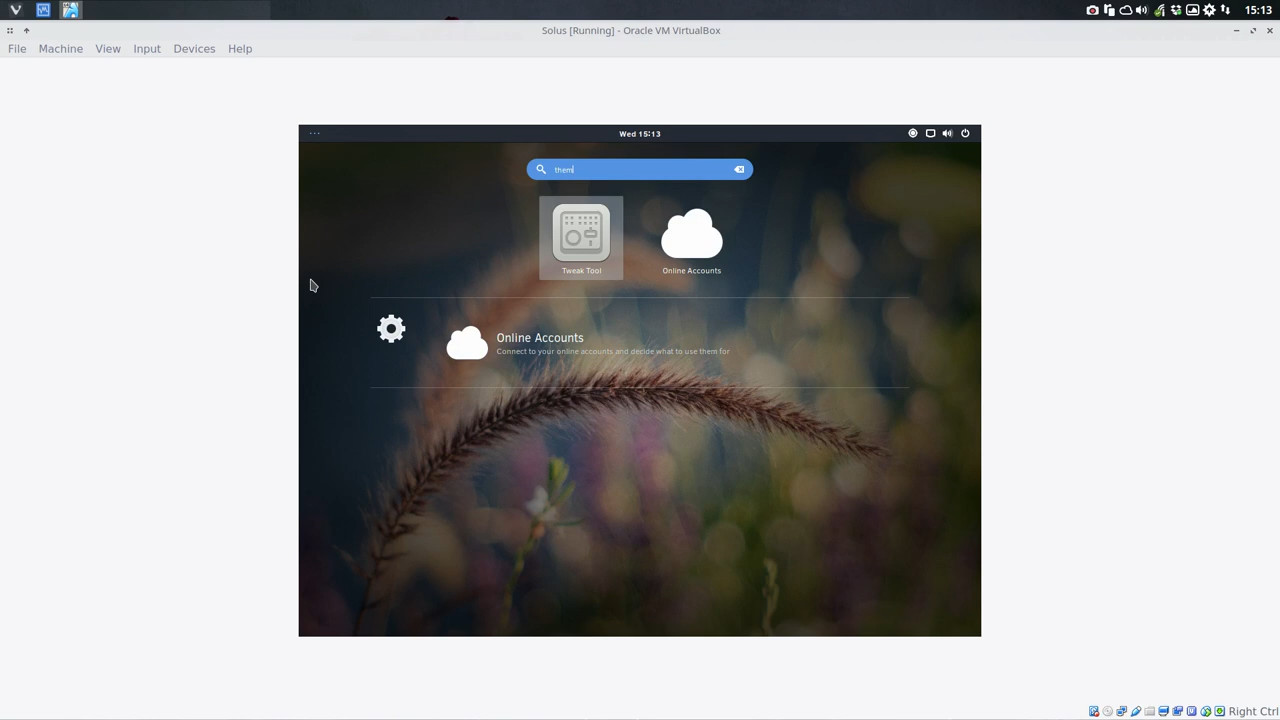 15:13
Solus [Running] - Oracle VM VirtualBox
File Machine View Input Devices Help
Wed 15:13
them
Tweak Tool
Online Accounts
Online Accounts
Connect to your online accounts and decide what to use them for
Right Ctrl